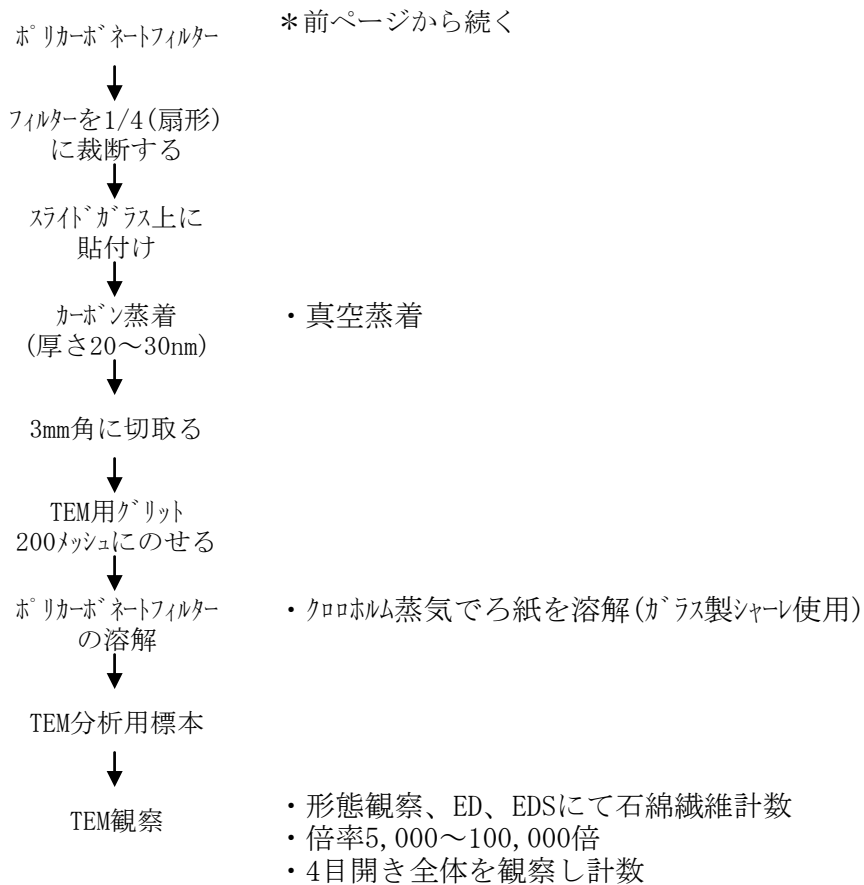 ﾎﾟﾘｶｰﾎﾞﾈｰﾄﾌｨﾙﾀｰ
＊前ページから続く
ﾌｨﾙﾀｰを1/4(扇形)
に裁断する
ｽﾗｲﾄﾞｶﾞﾗｽ上に
貼付け
ｶｰﾎﾞﾝ蒸着
(厚さ20～30nm)
・真空蒸着
3mm角に切取る
TEM用ｸﾞﾘｯﾄ
200ﾒｯｼｭにのせる
ﾎﾟﾘｶｰﾎﾞﾈｰﾄﾌｨﾙﾀｰ
の溶解
・ｸﾛﾛﾎﾙﾑ蒸気でろ紙を溶解(ｶﾞﾗｽ製ｼｬｰﾚ使用)
TEM分析用標本
TEM観察
・形態観察、ED、EDSにて石綿繊維計数
・倍率5,000～100,000倍
・4目開き全体を観察し計数